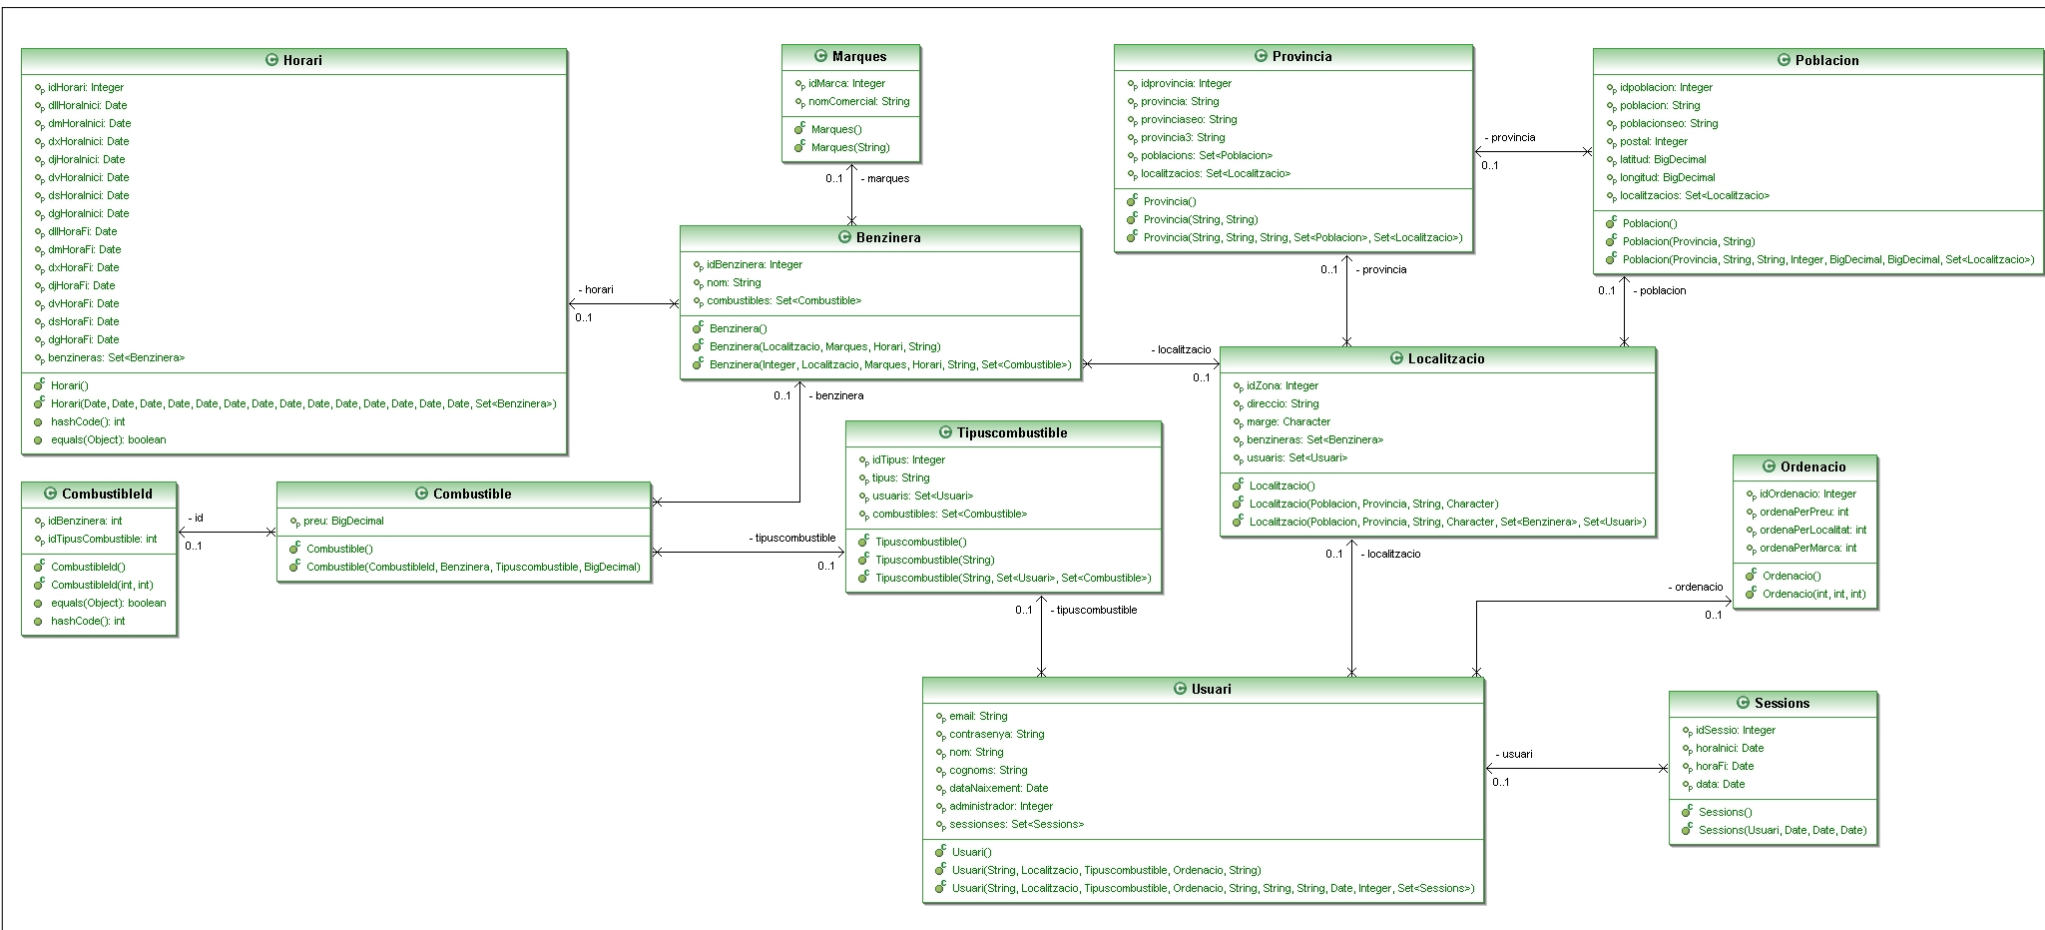 Horari
idHorari: Integer
dllHoraInici: Date
dmHoraInici: Date
dxHoraInici: Date
djHoraInici: Date
dvHoraInici: Date
dsHoraInici: Date
dgHoraInici: Date
dllHoraFi: Date
dmHoraFi: Date
dxHoraFi: Date
djHoraFi: Date
dvHoraFi: Date
dsHoraFi: Date
dgHoraFi: Date
benzineras: Set<Benzinera>
Horari()
Horari(Date, Date, Date, Date, Date, Date, Date, Date, Date, Date, Date, Date, Date, Date, Set<Benzinera>)
hashCode(): int
equals(Object): boolean
Marques
idMarca: Integer
nomComercial: String
Marques()
Marques(String)
0..1
- marques
Provincia
idprovincia: Integer
provincia: String
provinciaseo: String
provincia3: String
poblacions: Set<Poblacion>
localitzacios: Set<Localitzacio>
Provincia()
Provincia(String, String)
Provincia(String, String, String, Set<Poblacion>, Set<Localitzacio>)
- provincia
0..1
Poblacion
idpoblacion: Integer
poblacion: String
poblacionseo: String
postal: Integer
latitud: BigDecimal
longitud: BigDecimal
localitzacios: Set<Localitzacio>
Poblacion()
Poblacion(Provincia, String)
Poblacion(Provincia, String, String, Integer, BigDecimal, BigDecimal, Set<Localitzacio>)
0..1
- provincia
0..1
- poblacion
- horari
0..1
Benzinera
idBenzinera: Integer
nom: String
combustibles: Set<Combustible>
Benzinera()
Benzinera(Localitzacio, Marques, Horari, String)
Benzinera(Integer, Localitzacio, Marques, Horari, String, Set<Combustible>)
- localitzacio
0..1
0..1
- benzinera
Localitzacio
idZona: Integer
direccio: String
marge: Character
benzineras: Set<Benzinera>
usuaris: Set<Usuari>
Localitzacio()
Localitzacio(Poblacion, Provincia, String, Character)
Localitzacio(Poblacion, Provincia, String, Character, Set<Benzinera>, Set<Usuari>)
CombustibleId
idBenzinera: int
idTipusCombustible: int
CombustibleId()
CombustibleId(int, int)
equals(Object): boolean
hashCode(): int
- id
0..1
Combustible
preu: BigDecimal
Combustible()
Combustible(CombustibleId, Benzinera, Tipuscombustible, BigDecimal)
- tipuscombustible
0..1
Tipuscombustible
idTipus: Integer
tipus: String
usuaris: Set<Usuari>
combustibles: Set<Combustible>
Tipuscombustible()
Tipuscombustible(String)
Tipuscombustible(String, Set<Usuari>, Set<Combustible>)
0..1
- tipuscombustible
0..1
- localitzacio
Ordenacio
idOrdenacio: Integer
ordenaPerPreu: int
ordenaPerLocalitat: int
ordenaPerMarca: int
Ordenacio()
Ordenacio(int, int, int)
- ordenacio
0..1
Usuari
email: String
contrasenya: String
nom: String
cognoms: String
dataNaixement: Date
administrador: Integer
sessionses: Set<Sessions>
Usuari()
Usuari(String, Localitzacio, Tipuscombustible, Ordenacio, String)
Usuari(String, Localitzacio, Tipuscombustible, Ordenacio, String, String, String, Date, Integer, Set<Sessions>)
- usuari
0..1
Sessions
idSessio: Integer
horaInici: Date
horaFi: Date
data: Date
Sessions()
Sessions(Usuari, Date, Date, Date)